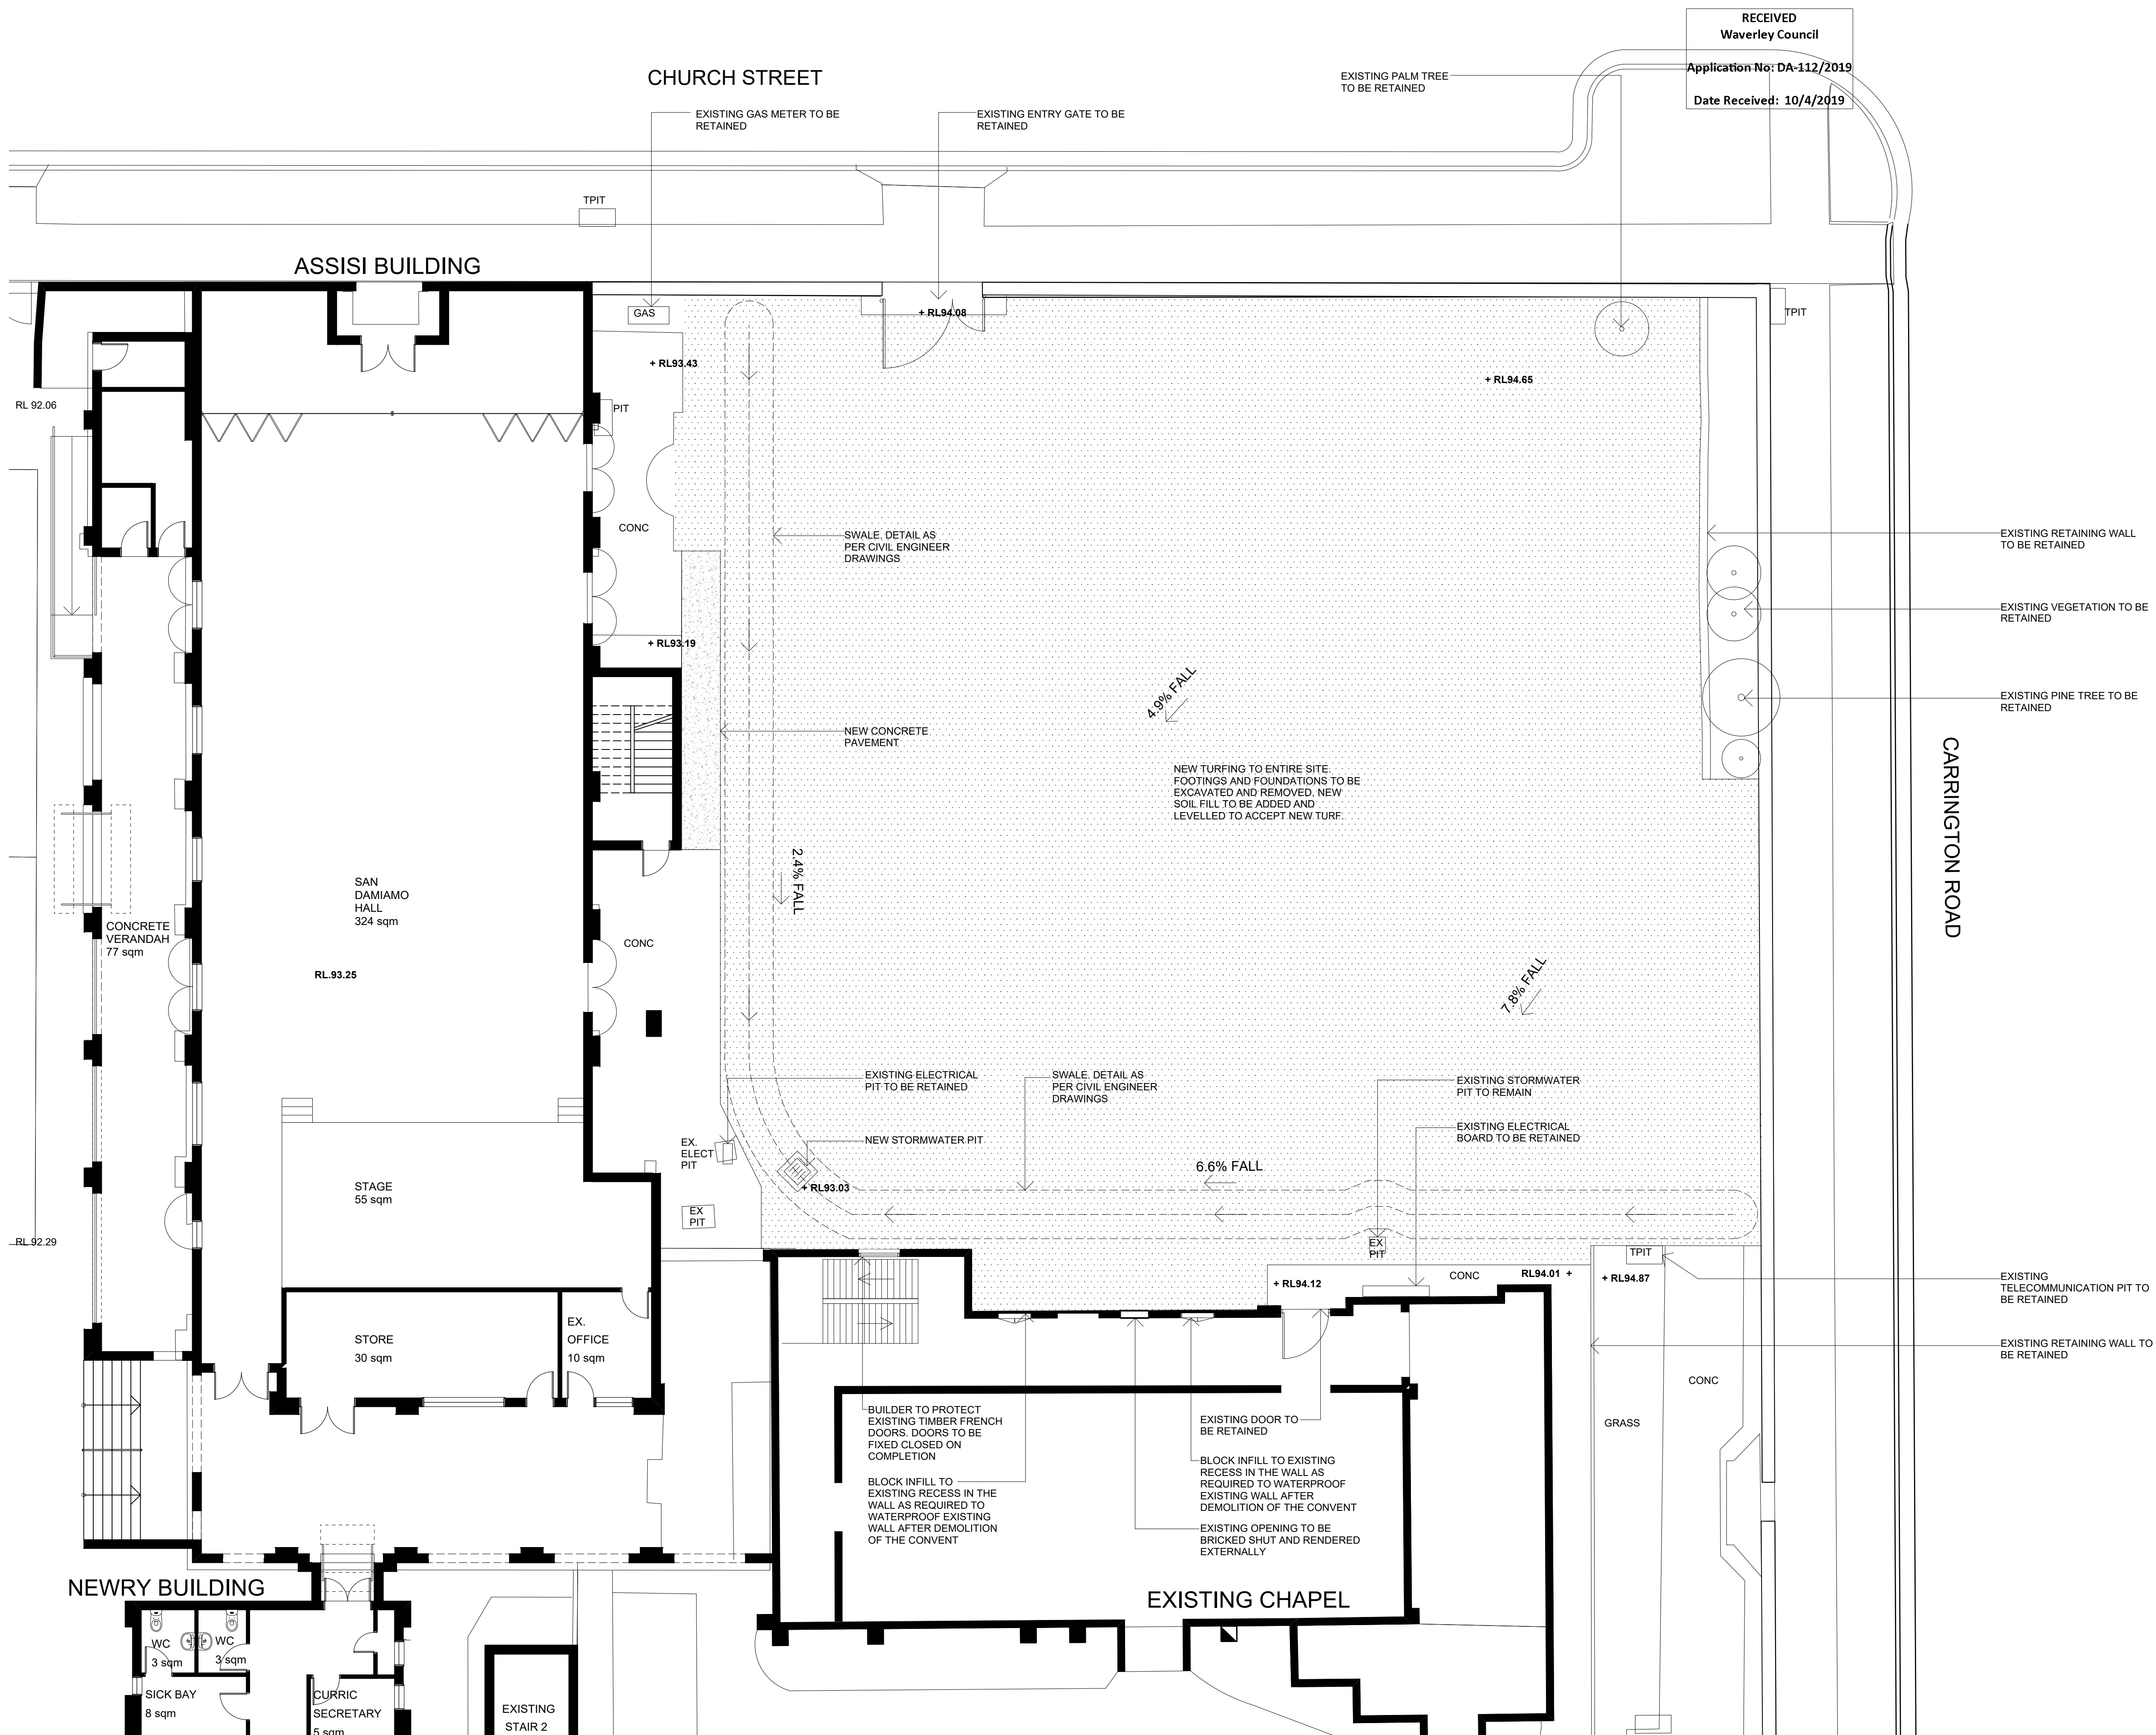 RECEIVED
Waverley Council
Application No: DA-112/2019
Date Received: 10/4/2019
CHURCH STREET
EXISTING PALM TREE
TO BE RETAINED
EXISTING GAS METER TO BE
RETAINED
EXISTING ENTRY GATE TO BE
RETAINED
TPIT
ASSISI BUILDING
GAS
+ RL94.08
TPIT
+ RL93.43
+ RL94.65
RL 92.06
PIT
CONC
SWALE. DETAIL AS
PER CIVIL ENGINEER
DRAWINGS
EXISTING RETAINING WALL
TO BE RETAINED
EXISTING VEGETATION TO BE
RETAINED
+ RL93.19
4.9% FALL
EXISTING PINE TREE TO BE
RETAINED
NEW CONCRETE
PAVEMENT
CARRINGTON ROAD
NEW TURFING TO ENTIRE SITE.
FOOTINGS AND FOUNDATIONS TO BE
EXCAVATED AND REMOVED. NEW
SOIL FILL TO BE ADDED AND
LEVELLED TO ACCEPT NEW TURF.
2.4% FALL
SAN
DAMIAMO
HALL
324 sqm
CONCRETE
VERANDAH
77 sqm
CONC
RL.93.25
7.8% FALL
EXISTING ELECTRICAL
PIT TO BE RETAINED
SWALE. DETAIL AS
PER CIVIL ENGINEER
DRAWINGS
EXISTING STORMWATER
PIT TO REMAIN
EXISTING ELECTRICAL
BOARD TO BE RETAINED
EX.
ELECT
PIT
NEW STORMWATER PIT
6.6% FALL
STAGE
55 sqm
+ RL93.03
EX
PIT
RL 92.29
EX
PIT
TPIT
+ RL94.12
CONC
RL94.01 +
+ RL94.87
EXISTING
TELECOMMUNICATION PIT TO
BE RETAINED
STORE
30 sqm
EX.
OFFICE
10 sqm
EXISTING RETAINING WALL TO
BE RETAINED
CONC
GRASS
BUILDER TO PROTECT
EXISTING TIMBER FRENCH
DOORS. DOORS TO BE
FIXED CLOSED ON
COMPLETION
EXISTING DOOR TO
BE RETAINED
BLOCK INFILL TO
EXISTING RECESS IN THE
WALL AS REQUIRED TO
WATERPROOF EXISTING
WALL AFTER DEMOLITION
OF THE CONVENT
BLOCK INFILL TO EXISTING
RECESS IN THE WALL AS
REQUIRED TO WATERPROOF
EXISTING WALL AFTER
DEMOLITION OF THE CONVENT
EXISTING OPENING TO BE
BRICKED SHUT AND RENDERED
EXTERNALLY
NEWRY BUILDING
EXISTING CHAPEL
WC
3 sqm
WC
3 sqm
SICK BAY
8 sqm
CURRIC
SECRETARY
5 sqm
EXISTING
STAIR 2